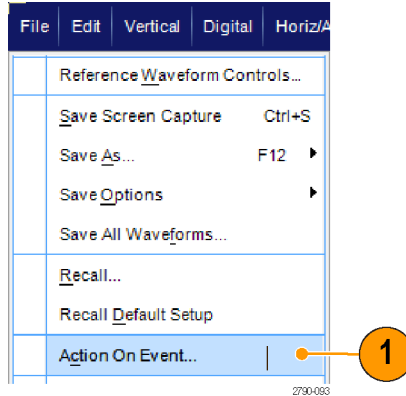 File Edit Vertical Digital Horiz/A
Reference Waveform Controls...
Save Screen Capture Ctrl+S
Save As... F12
Save Options
Save All Waveforms...
Recall...
Recall Default Setup
Action On Event...
1
2790-093